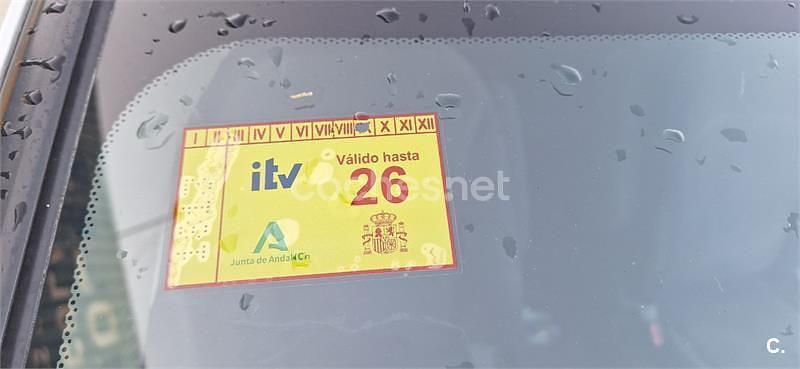 I II III IV V VI VII VIII IX X XI XII
itv
Válido hasta
26
Junta de Andalucía
coches.net
C.